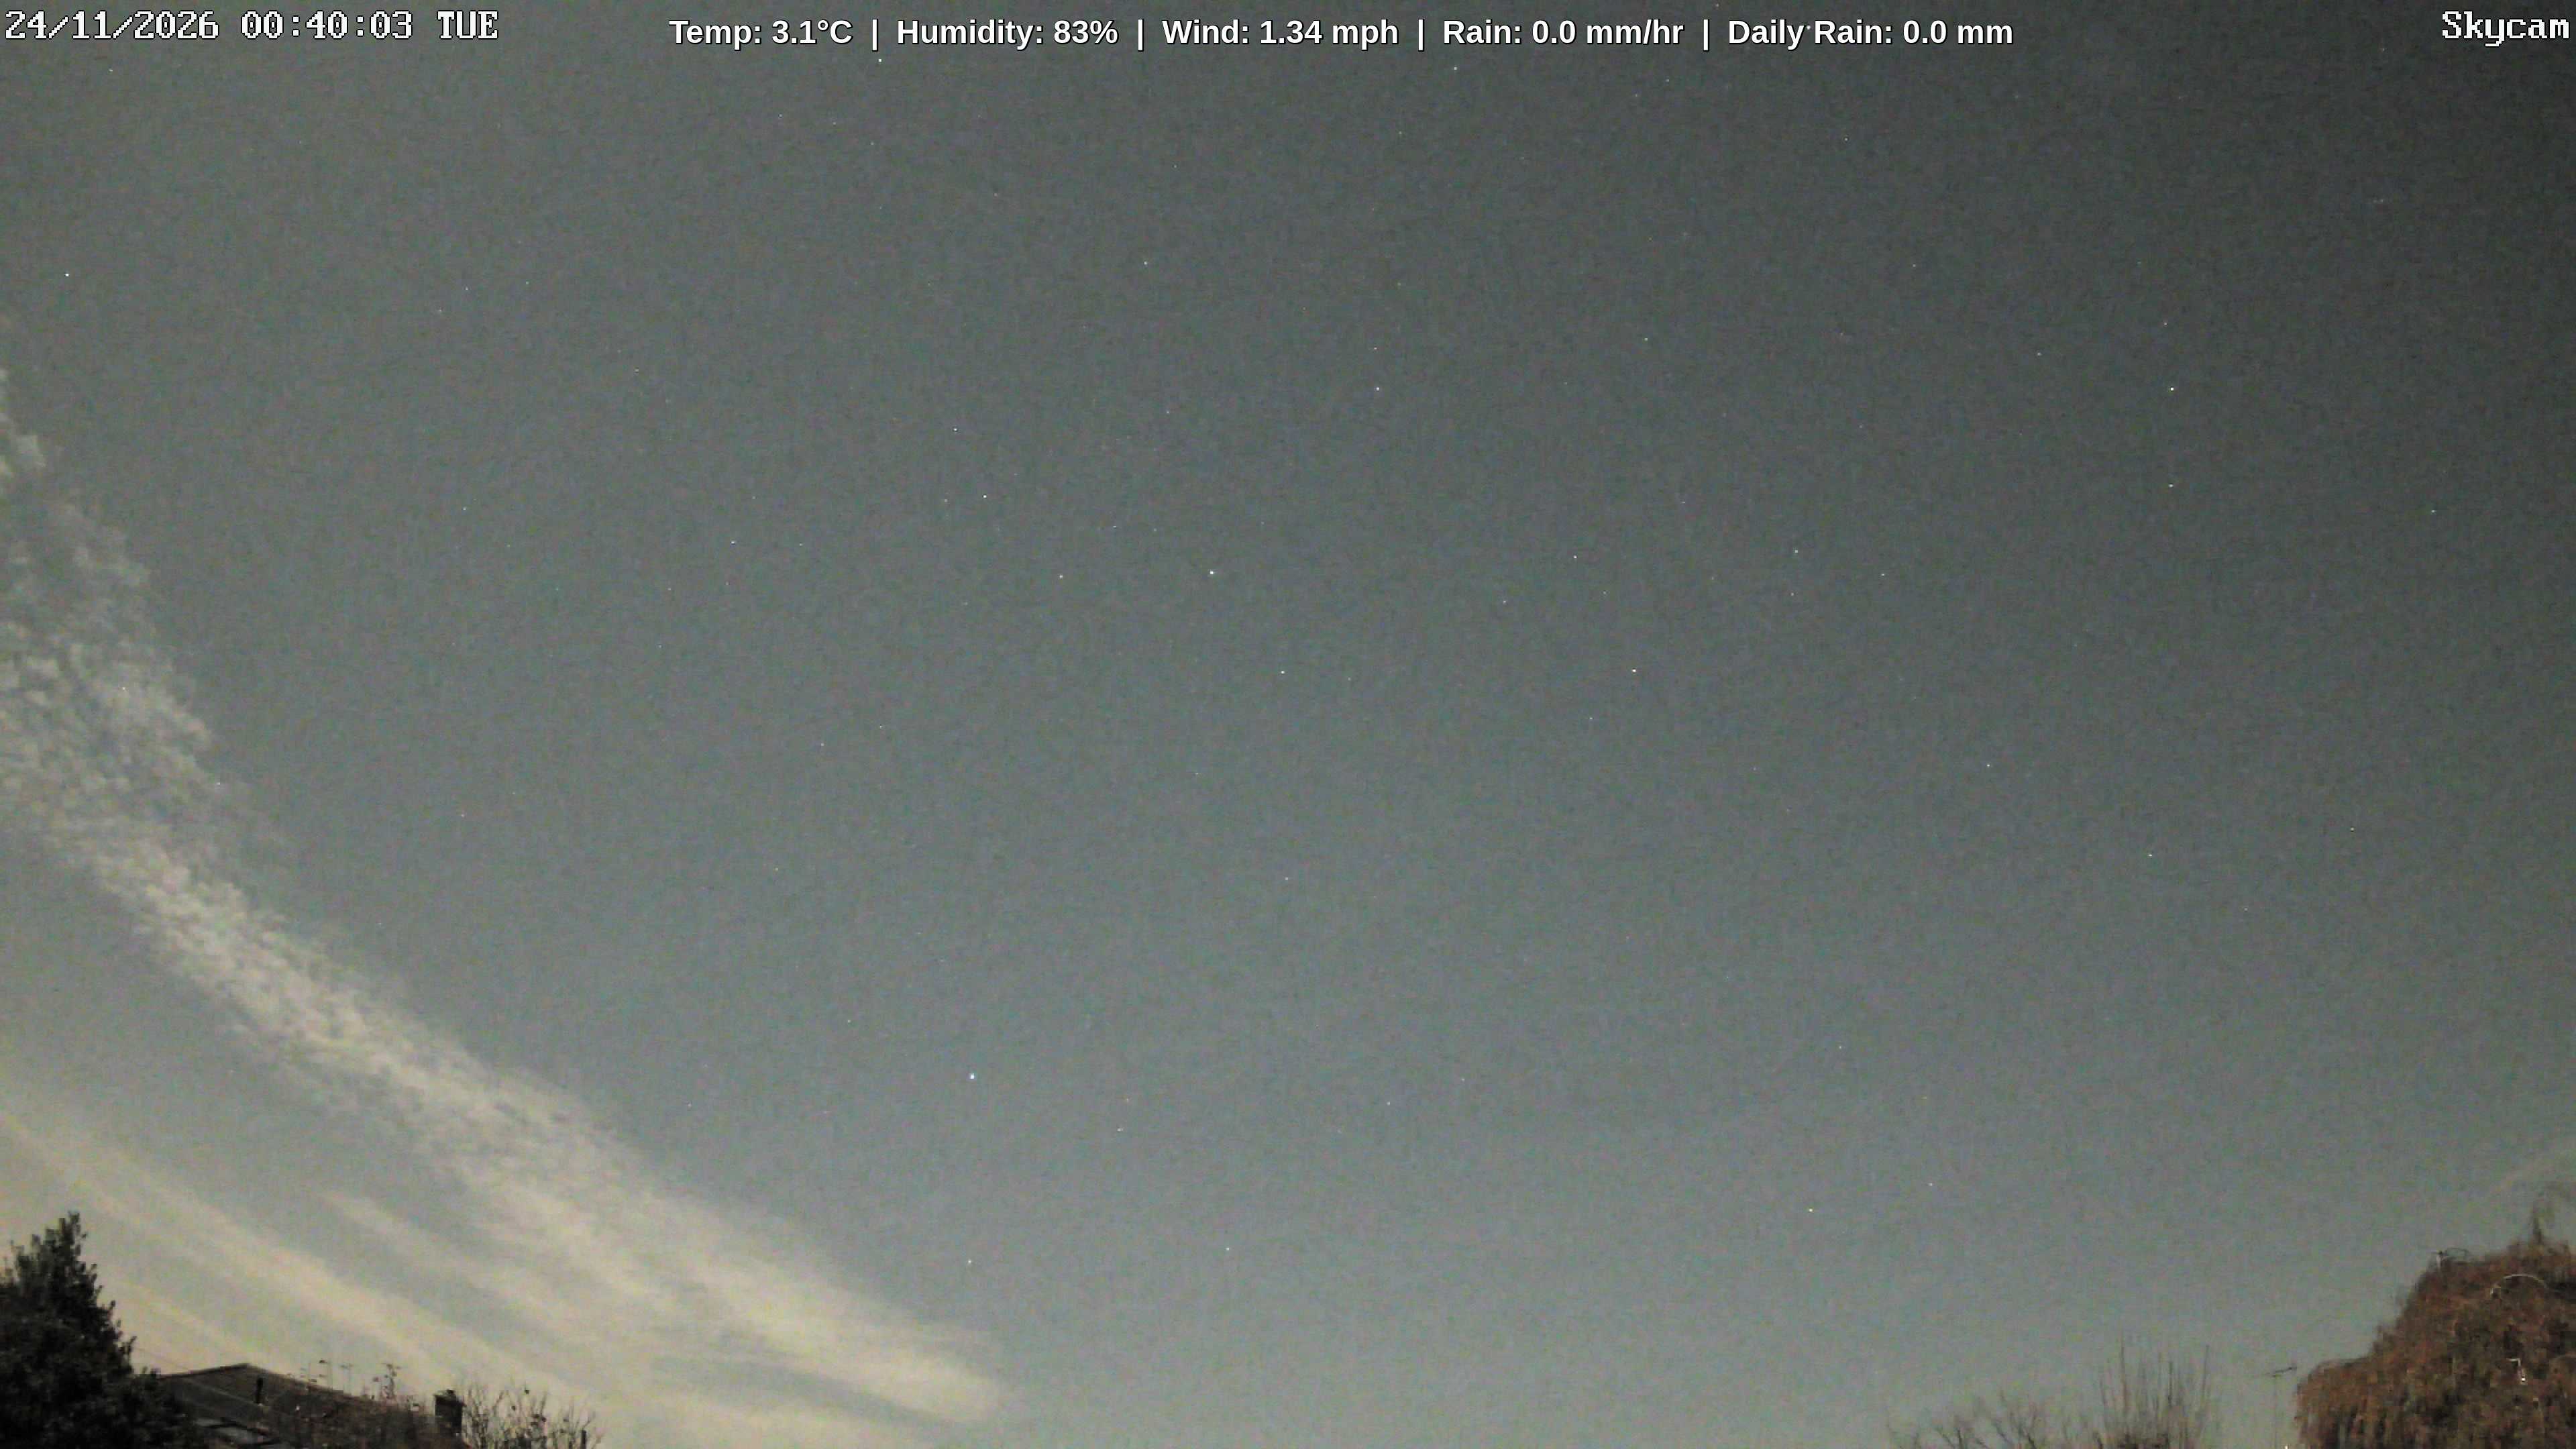 24/11/2026 00:40:03 TUE
Temp: 3.1°C | Humidity: 83% | Wind: 1.34 mph | Rain: 0.0 mm/hr | Daily Rain: 0.0 mm
Skycam